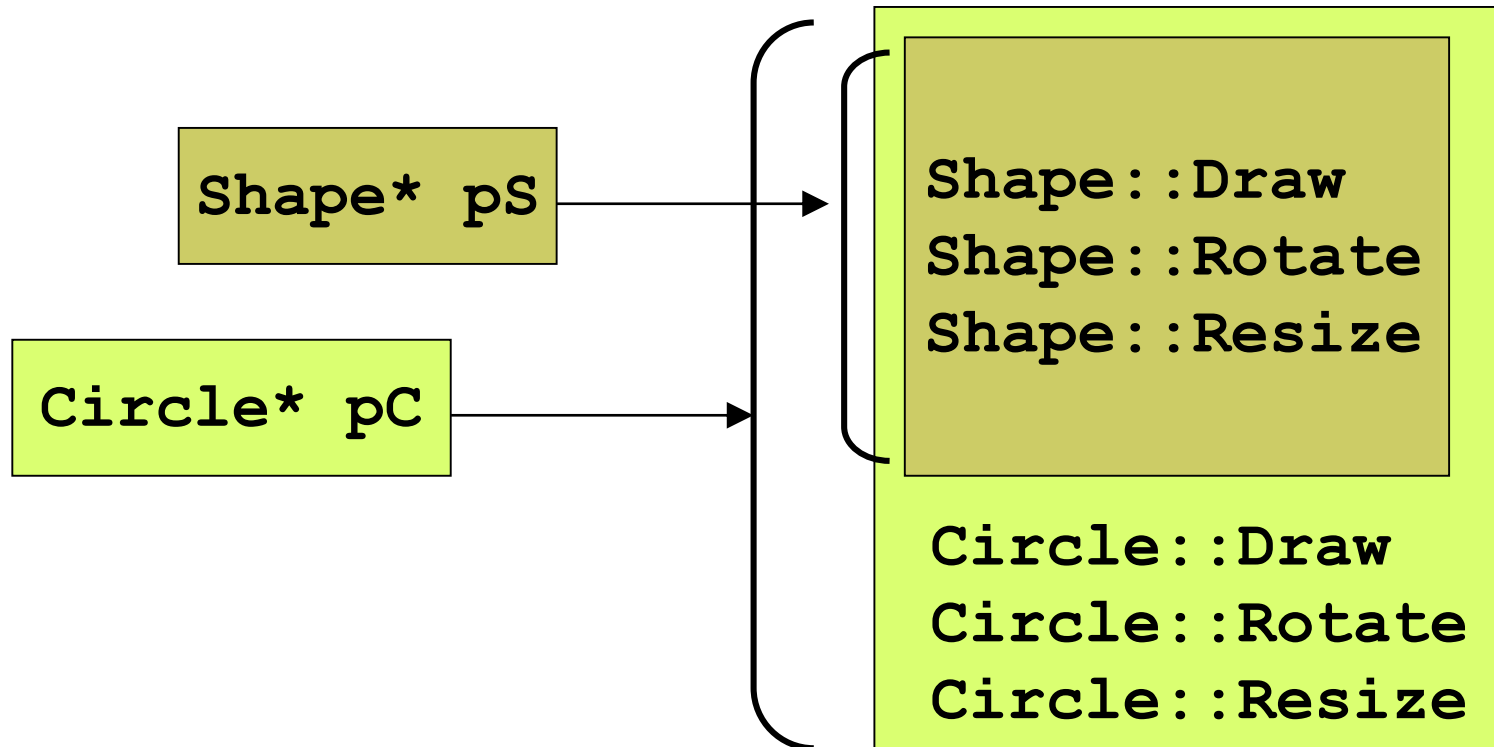 Shape* pS
Circle* pC
Shape::Draw
Shape::Rotate
Shape::Resize
Circle::Draw
Circle::Rotate
Circle::Resize